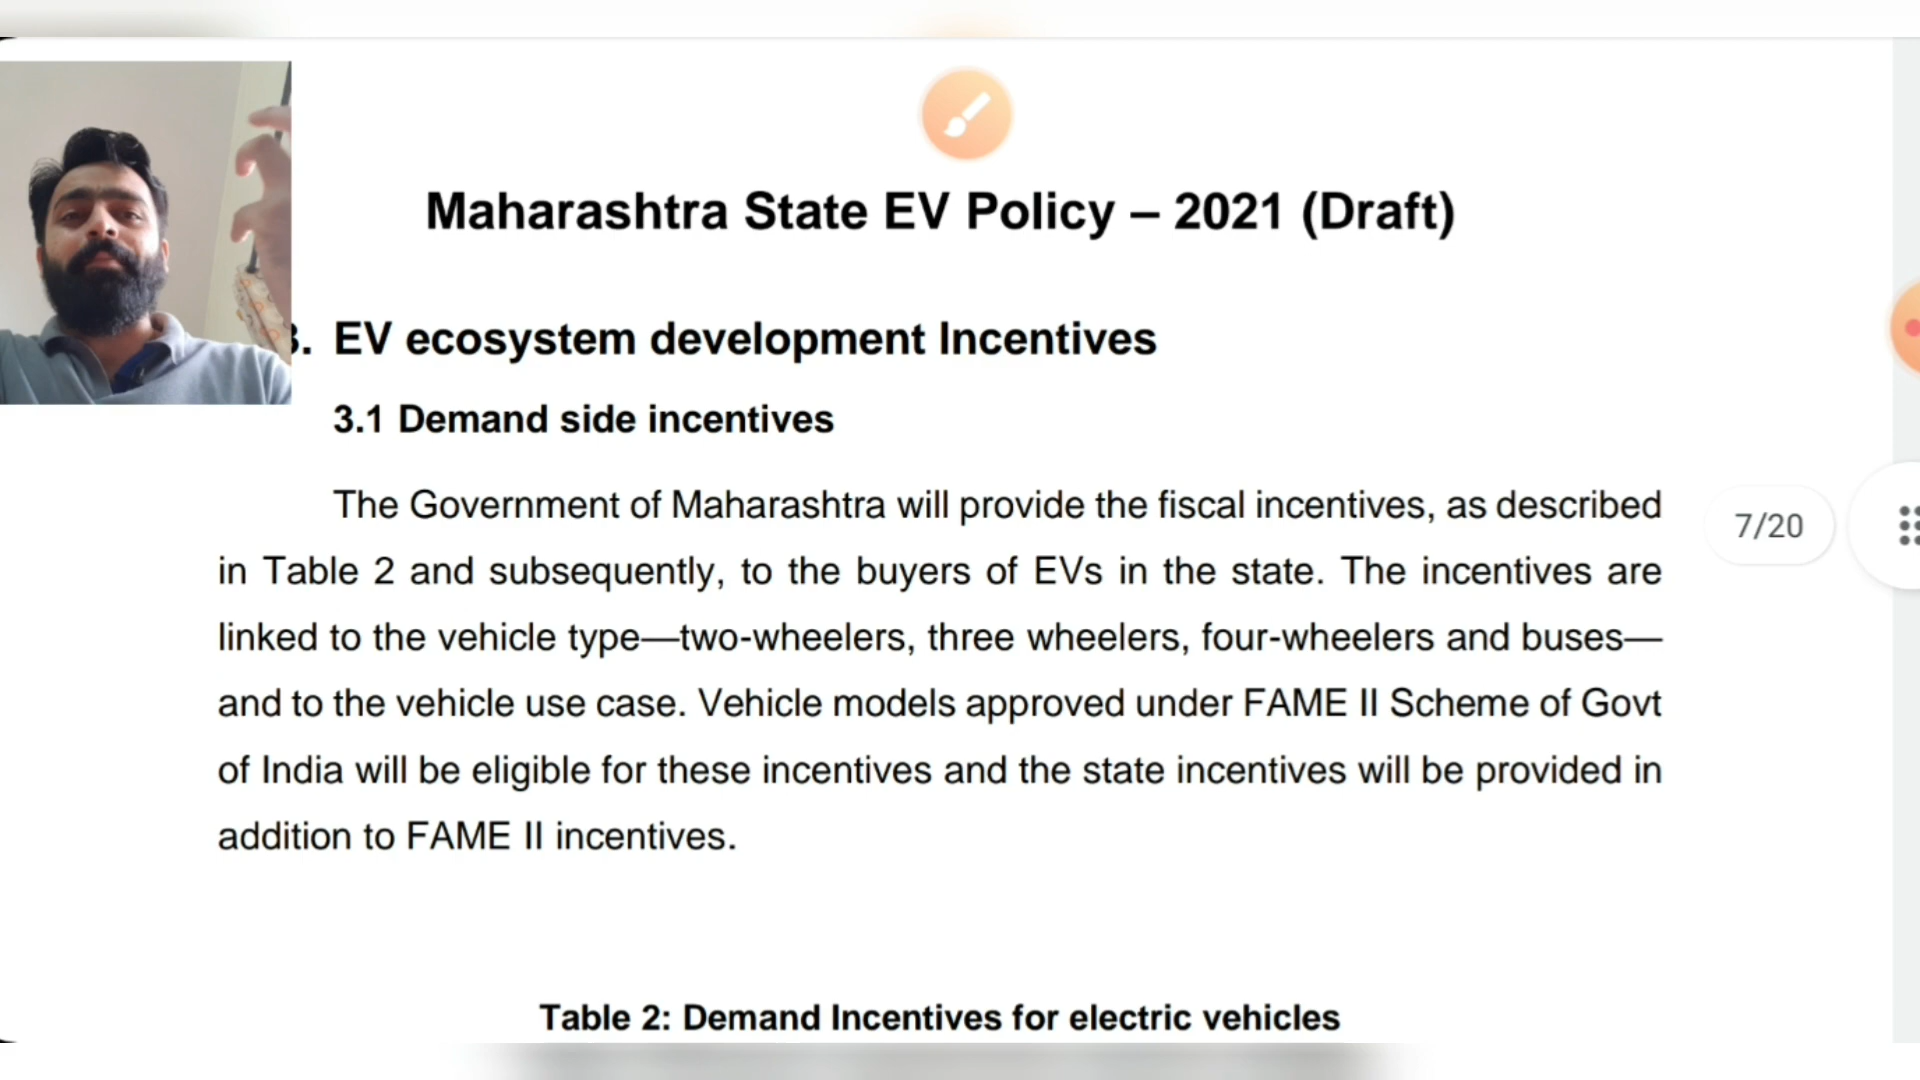 Maharashtra State EV Policy – 2021 (Draft)
3. EV ecosystem development Incentives
3.1 Demand side incentives
The Government of Maharashtra will provide the fiscal incentives, as described
in Table 2 and subsequently, to the buyers of EVs in the state. The incentives are
linked to the vehicle type—two-wheelers, three wheelers, four-wheelers and buses—
and to the vehicle use case. Vehicle models approved under FAME II Scheme of Govt
of India will be eligible for these incentives and the state incentives will be provided in
addition to FAME II incentives.
7/20
Table 2: Demand Incentives for electric vehicles